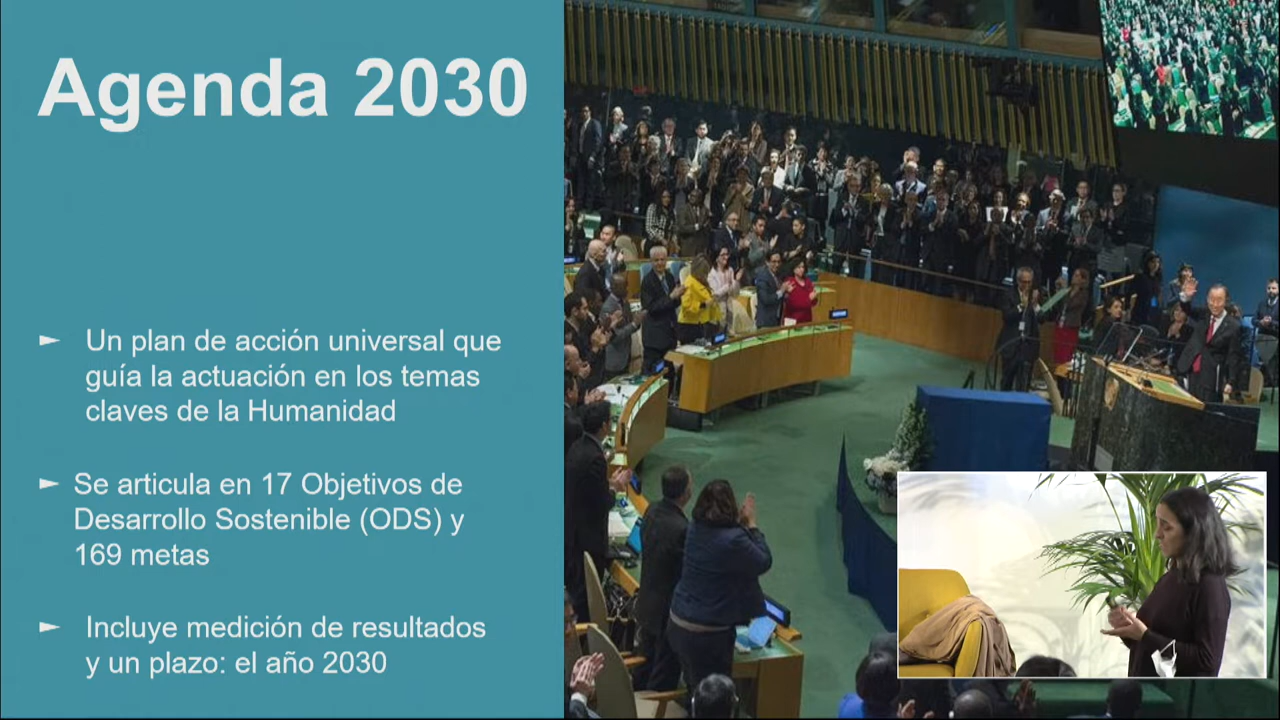 Agenda 2030
► Un plan de acción universal que
guía la actuación en los temas
claves de la Humanidad
► Se articula en 17 Objetivos de
Desarrollo Sostenible (ODS) y
169 metas
► Incluye medición de resultados
y un plazo: el año 2030